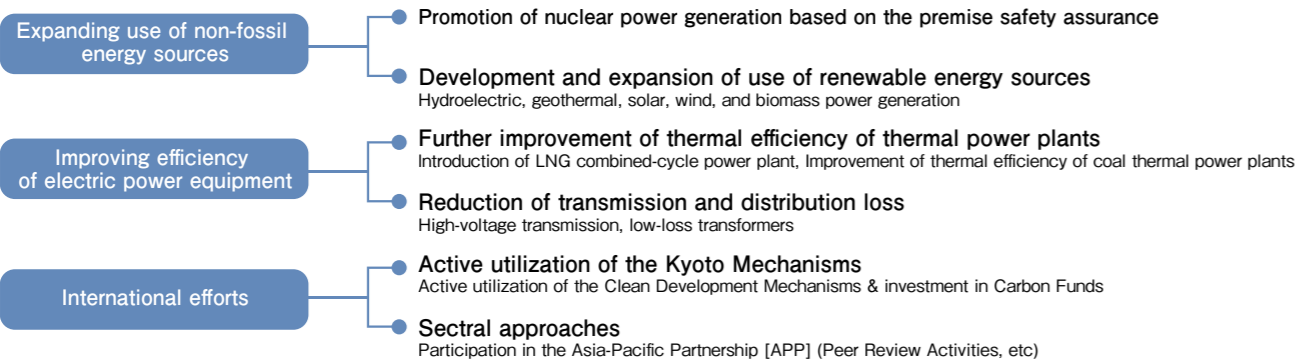 Expanding use of non-fossil
energy sources
Promotion of nuclear power generation based on the premise safety assurance
Development and expansion of use of renewable energy sources
Hydroelectric, geothermal, solar, wind, and biomass power generation
Improving efficiency
of electric power equipment
Further improvement of thermal efficiency of thermal power plants
Introduction of LNG combined-cycle power plant, Improvement of thermal efficiency of coal thermal power plants
Reduction of transmission and distribution loss
High-voltage transmission, low-loss transformers
International efforts
Active utilization of the Kyoto Mechanisms
Active utilization of the Clean Development Mechanisms & investment in Carbon Funds
Sectral approaches
Participation in the Asia-Pacific Partnership [APP] (Peer Review Activities, etc)